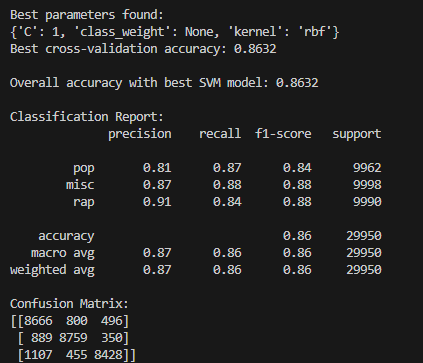 Best parameters found:
{'C': 1, 'class_weight': None, 'kernel': 'rbf'}
Best cross-validation accuracy: 0.8632
Overall accuracy with best SVM model: 0.8632
Classification Report:
precision recall f1-score support
pop 0.81 0.87 0.84 9962
misc 0.87 0.88 0.88 9998
rap 0.91 0.84 0.88 9990
accuracy 0.86 29950
macro avg 0.87 0.86 0.86 29950
weighted avg 0.87 0.86 0.86 29950
Confusion Matrix:
[[8666 800 496]
[ 889 8759 350]
[1107 455 8428]]